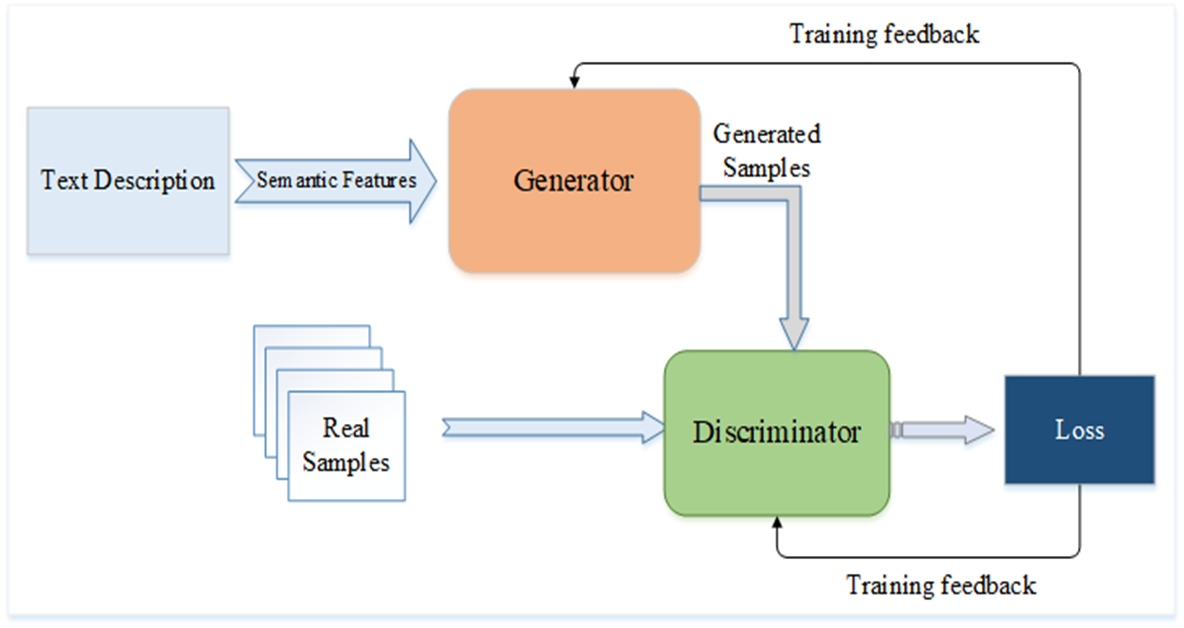 Training feedback
Text Description
Semantic Features
Generator
Generated
Samples
Real
Samples
Discriminator
Loss
Training feedback